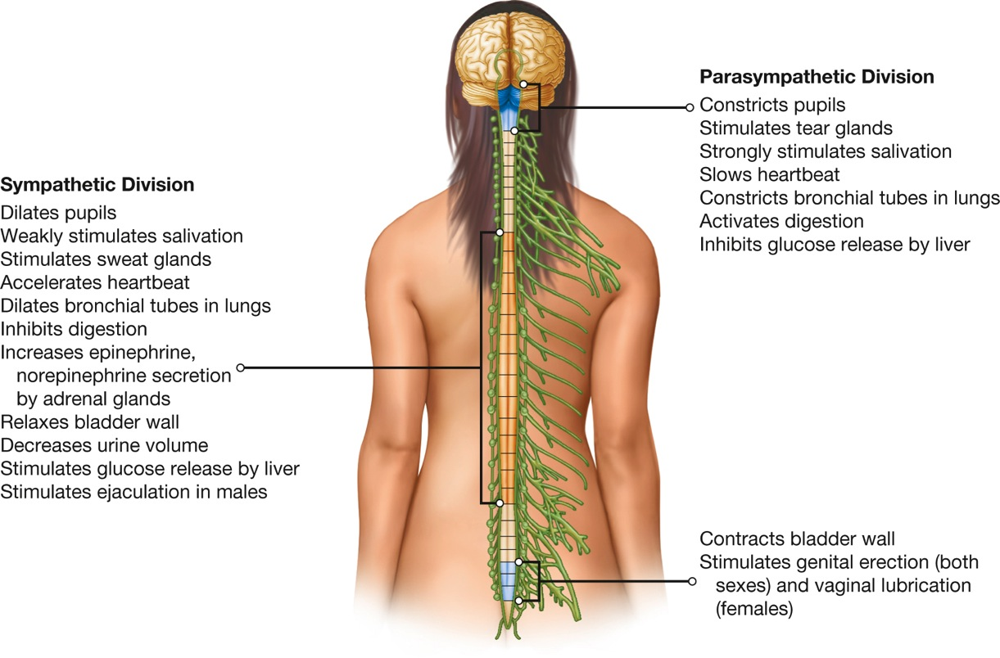 Sympathetic Division
Dilates pupils
Weakly stimulates salivation
Stimulates sweat glands
Accelerates heartbeat
Dilates bronchial tubes in lungs
Inhibits digestion
Increases epinephrine,
norepinephrine secretion
by adrenal glands
Relaxes bladder wall
Decreases urine volume
Stimulates glucose release by liver
Stimulates ejaculation in males
Parasympathetic Division
Constricts pupils
Stimulates tear glands
Strongly stimulates salivation
Slows heartbeat
Constricts bronchial tubes in lungs
Activates digestion
Inhibits glucose release by liver
Contracts bladder wall
Stimulates genital erection (both
sexes) and vaginal lubrication
(females)